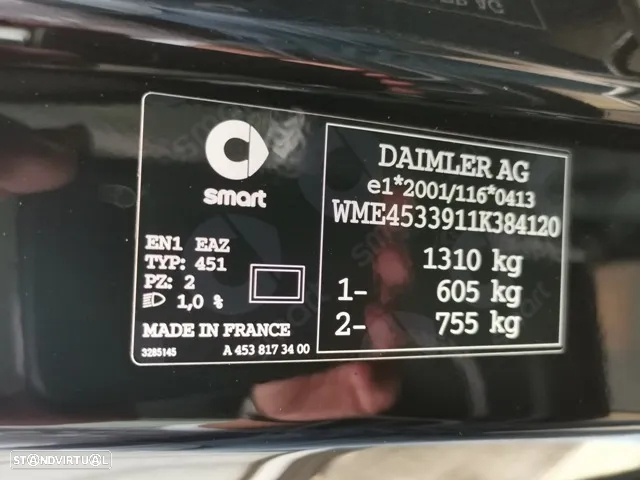 smart
EN1 EAZ
TYP: 451
PZ: 2
1,0 %
MADE IN FRANCE
3285145
A 453 817 34 00
DAIMLER AG
e1*2001/116*0413
WME4533911K384120
1310 kg
1- 605 kg
2- 755 kg
STANDVIRTUAL